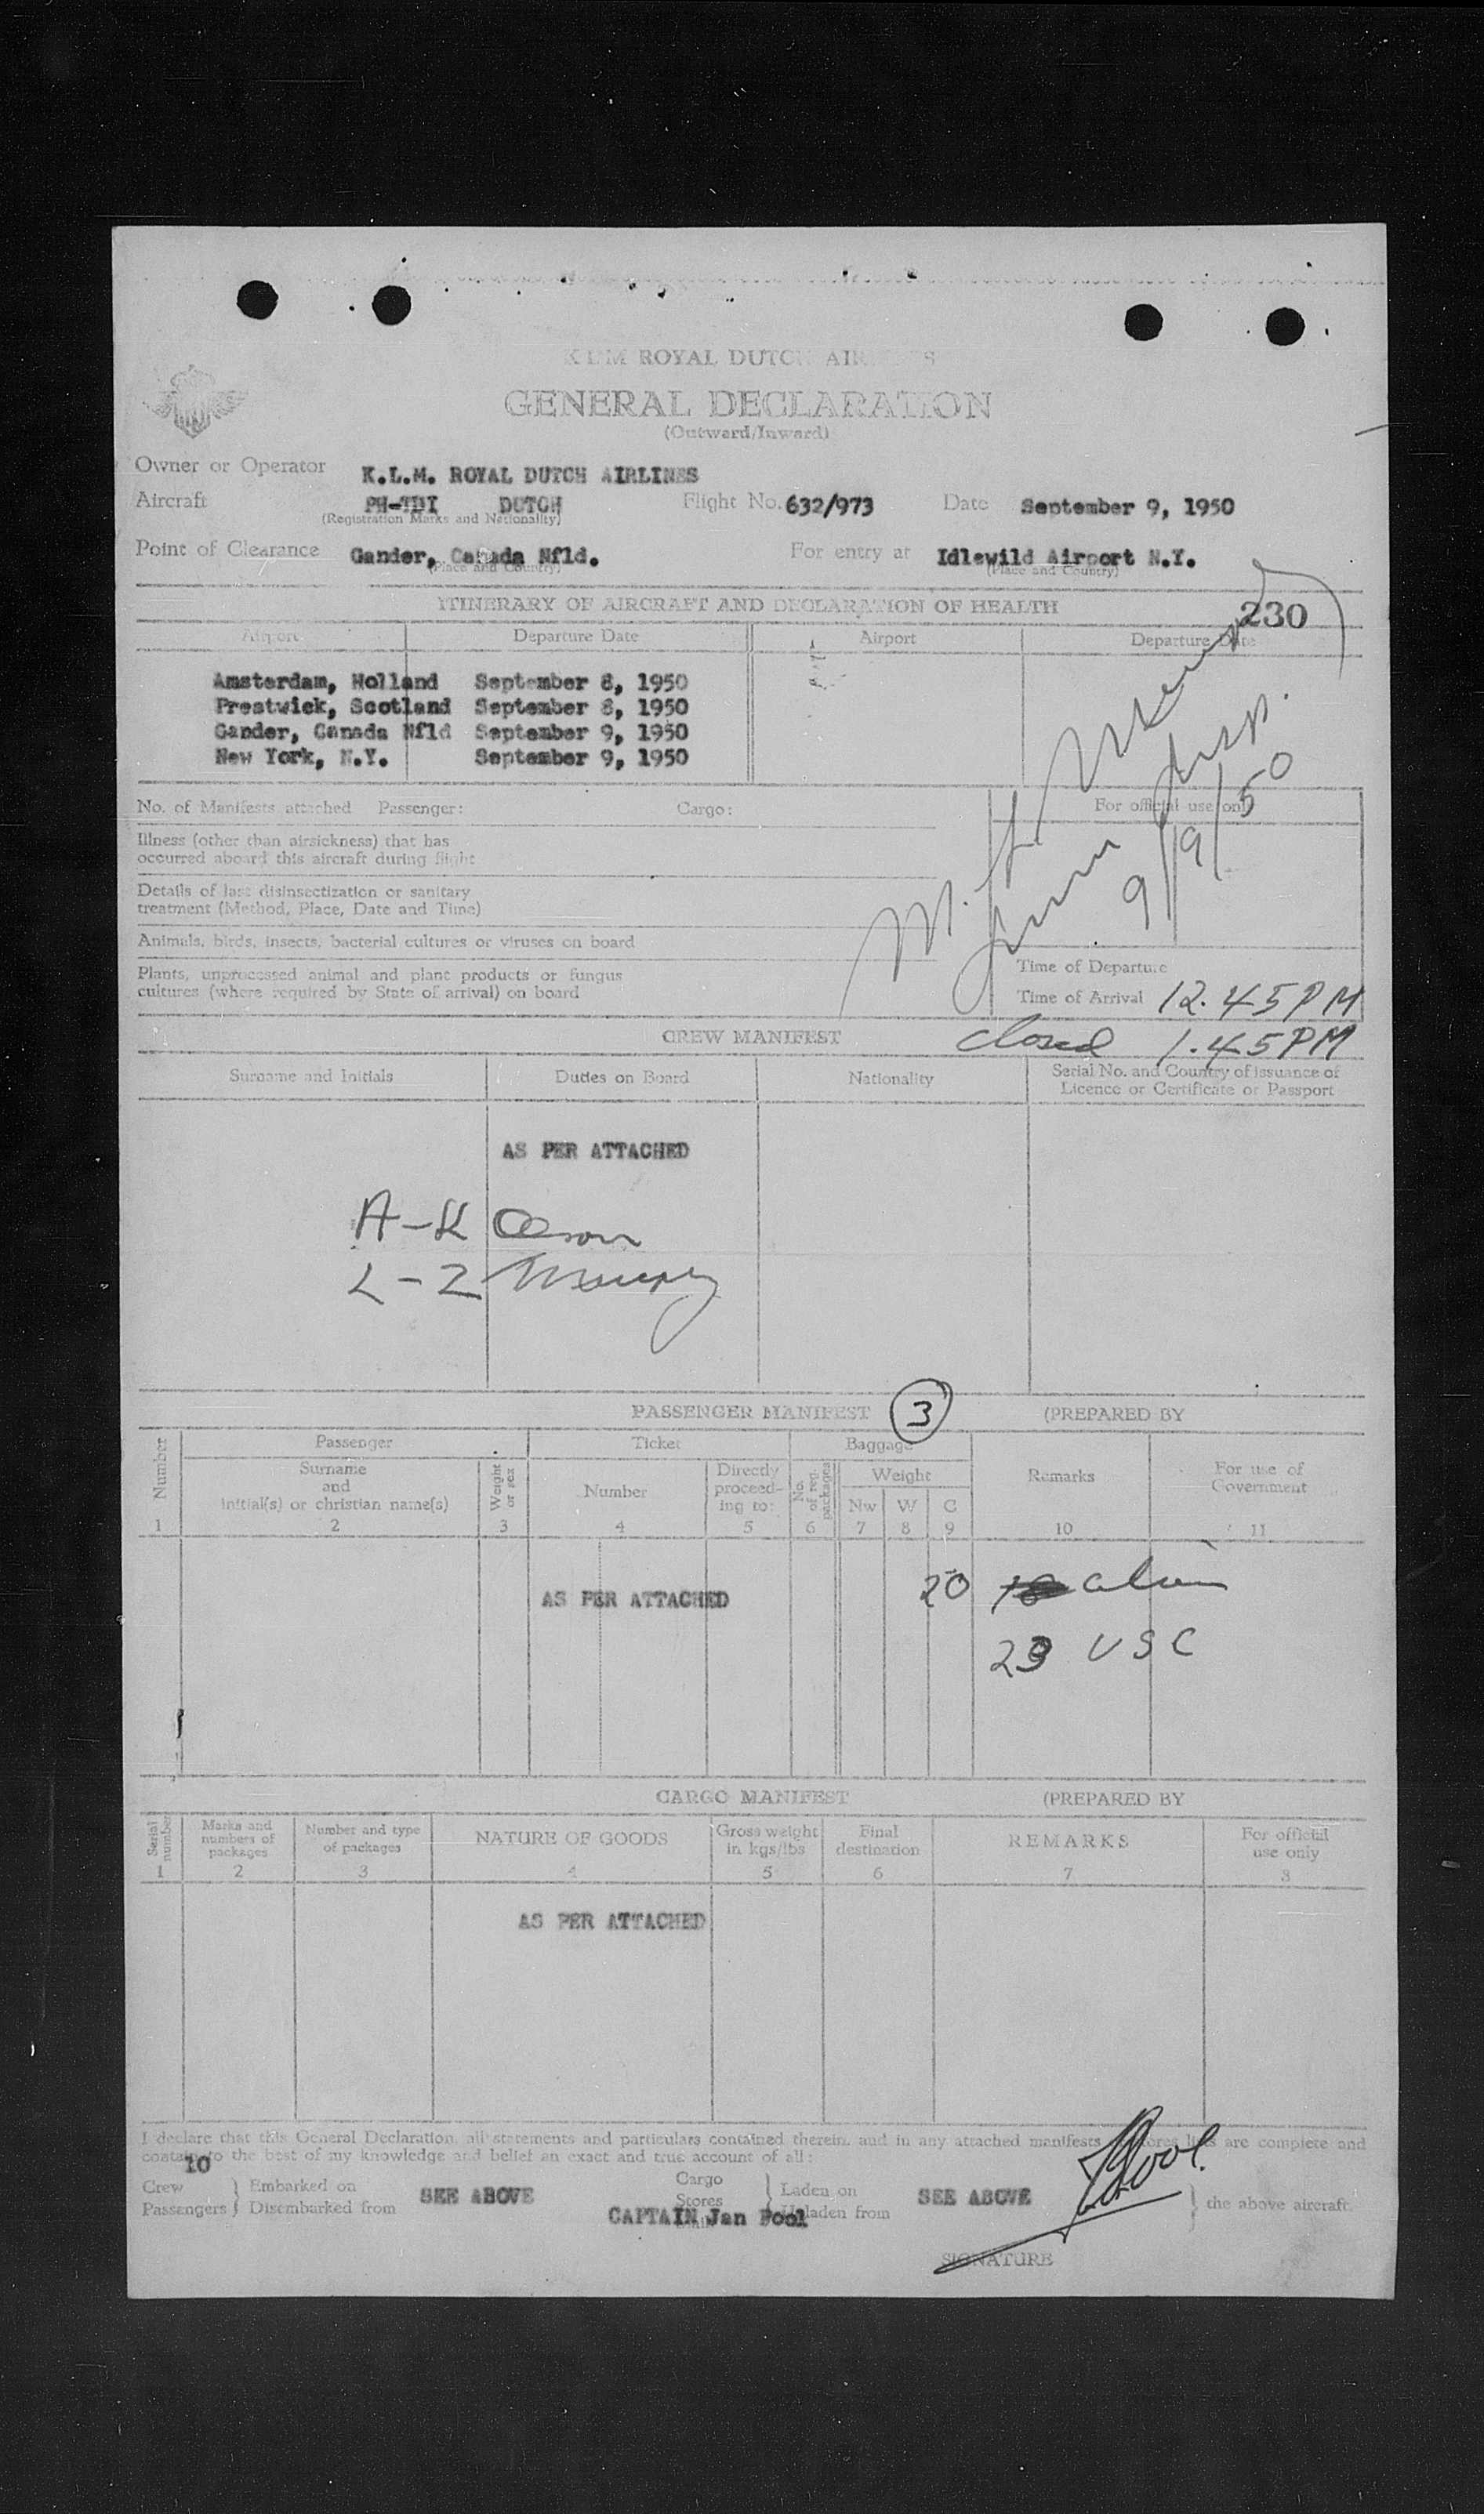 K.L.M. ROYAL DUTCH AIRLINES
GENERAL DECLARATION
(Outward/Inward)
Owner or Operator K.L.M. ROYAL DUTCH AIRLINES
Aircraft PH-TDI DUTCH Flight No. 632/973 Date September 9, 1950
(Registration Marks and Nationality)
Point of Clearance Gander, Canada Nfld. For entry at Idlewild Airport N.Y.
(Place and Country) (Place and Country)
ITINERARY OF AIRCRAFT AND DECLARATION OF HEALTH
230
Airport Departure Date Airport Departure Date
Amsterdam, Holland September 8, 1950
Prestwick, Scotland September 8, 1950
Gander, Canada Nfld September 9, 1950
New York, N.Y. September 9, 1950
No. of Manifests attached Passenger: Cargo: For official use only
Illness (other than airsickness) that has
occurred aboard this aircraft during flight
9/9/50
Details of last disinsectization or sanitary
treatment (Method, Place, Date and Time)
Animals, birds, insects, bacterial cultures or viruses on board
Plants, unprocessed animal and plant products or fungus
cultures (where required by State of arrival) on board
Time of Departure
Time of Arrival 12.45 PM
CREW MANIFEST closed 1.45 PM
Surname and Initials Duties on Board Nationality Serial No. and Country of issuance of
Licence or Certificate or Passport
AS PER ATTACHED
A-K
L-Z Murphy
PASSENGER MANIFEST 3 (PREPARED BY
Number Passenger Ticket Baggage Remarks For use of Government
Surname and initial(s) or christian name(s) Weight or sex Number Directly proceed-ing to: No. of reg. packages Weight
Nw W C
1 2 3 4 5 6 7 8 9 10 11
AS PER ATTACHED 20 alien
23 USC
CARGO MANIFEST (PREPARED BY
Serial number Marks and numbers of packages Number and type of packages NATURE OF GOODS Gross weight in kgs/lbs Final destination REMARKS For official use only
1 2 3 4 5 6 7 8
AS PER ATTACHED
I declare that this General Declaration, all statements and particulars contained therein, and in any attached manifests stores lists are complete and
contain to the best of my knowledge and belief an exact and true account of all:
10
Crew Embarked on Cargo Laden on
Passengers Disembarked from SEE ABOVE Stores Unladen from SEE ABOVE the above aircraft.
CAPTAIN Jan Pool
SIGNATURE